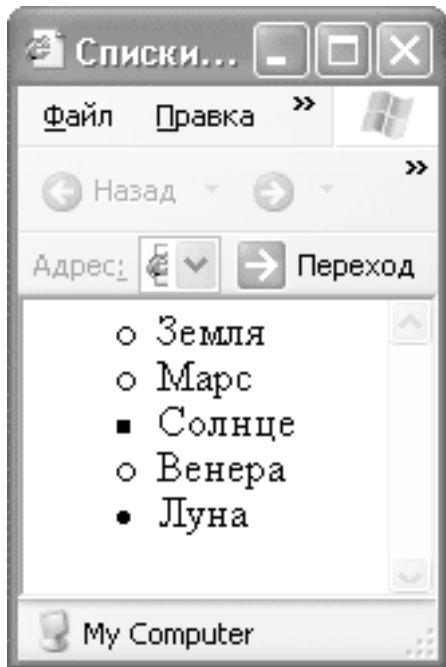 Списки...
Файл Правка »
Назад »
Адрес: Переход
Земля
Марс
Солнце
Венера
Луна
My Computer